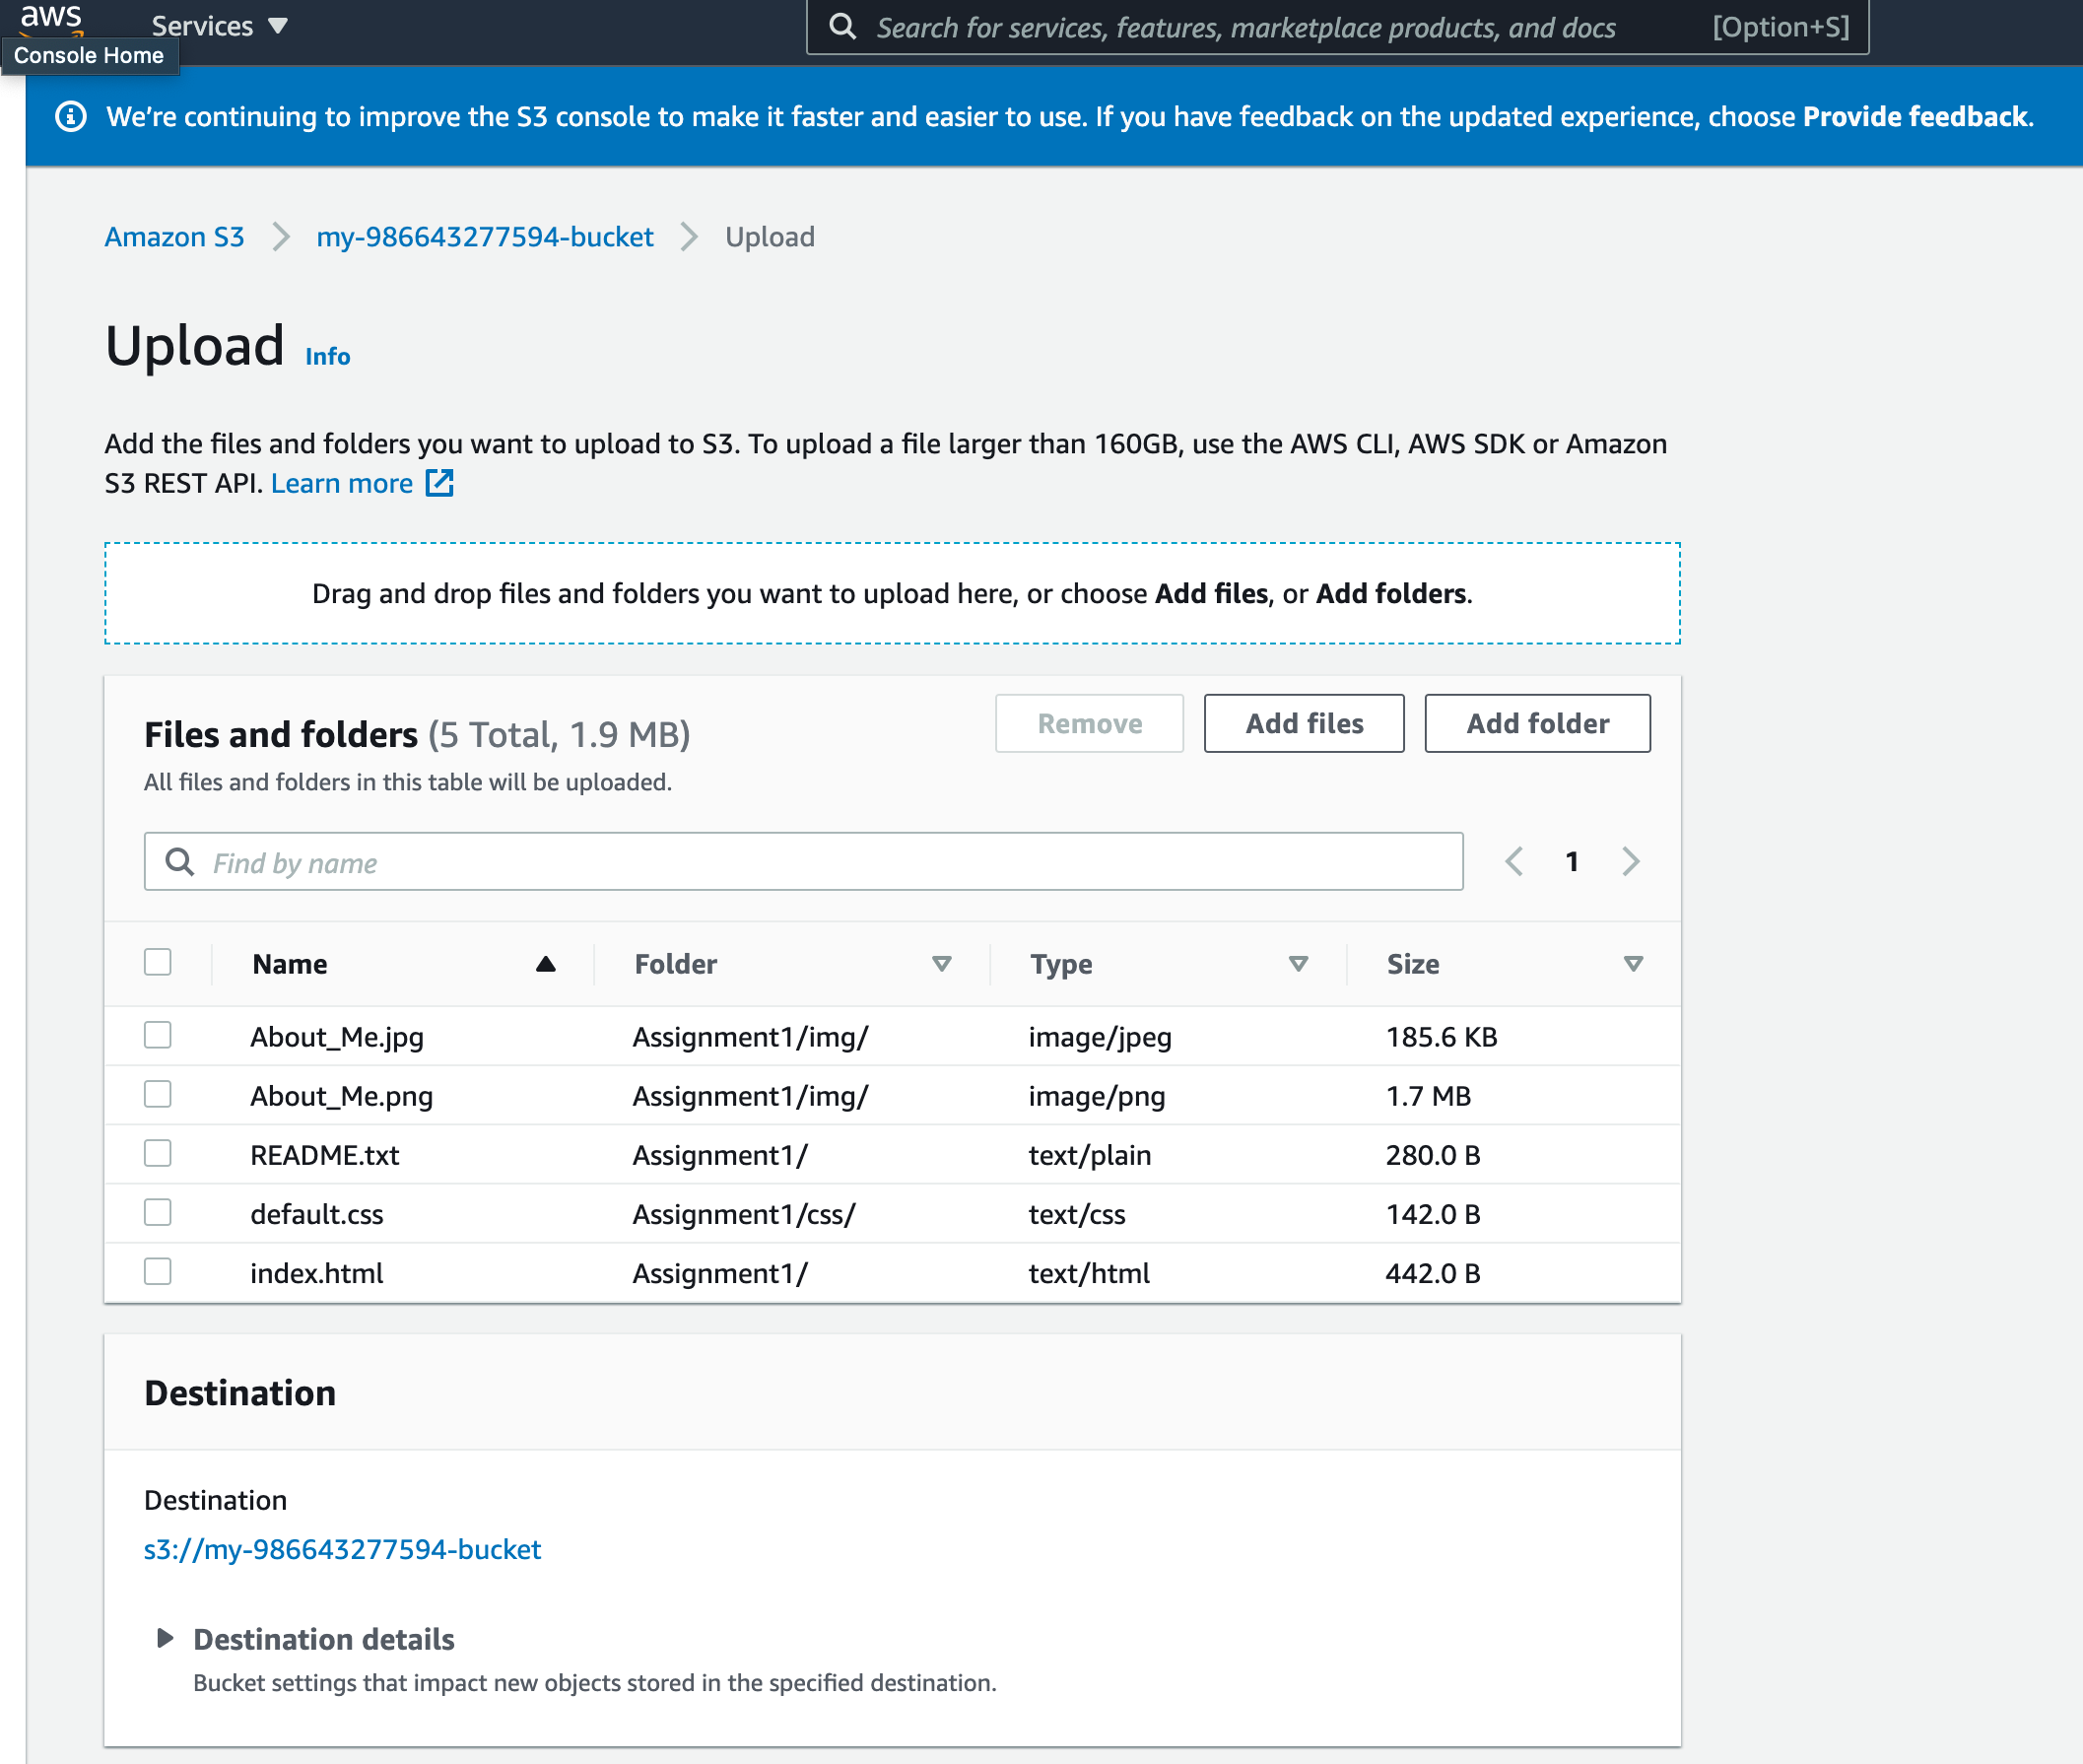 aws
Services
Search for services, features, marketplace products, and docs [Option+S]
Console Home
We're continuing to improve the S3 console to make it faster and easier to use. If you have feedback on the updated experience, choose Provide feedback.
Amazon S3 my-986643277594-bucket Upload
Upload Info
Add the files and folders you want to upload to S3. To upload a file larger than 160GB, use the AWS CLI, AWS SDK or Amazon
S3 REST API. Learn more
Drag and drop files and folders you want to upload here, or choose Add files, or Add folders.
Files and folders (5 Total, 1.9 MB)
Remove Add files Add folder
All files and folders in this table will be uploaded.
Find by name
1
Name Folder Type Size
About_Me.jpg Assignment1/img/ image/jpeg 185.6 KB
About_Me.png Assignment1/img/ image/png 1.7 MB
README.txt Assignment1/ text/plain 280.0 B
default.css Assignment1/css/ text/css 142.0 B
index.html Assignment1/ text/html 442.0 B
Destination
Destination
s3://my-986643277594-bucket
Destination details
Bucket settings that impact new objects stored in the specified destination.